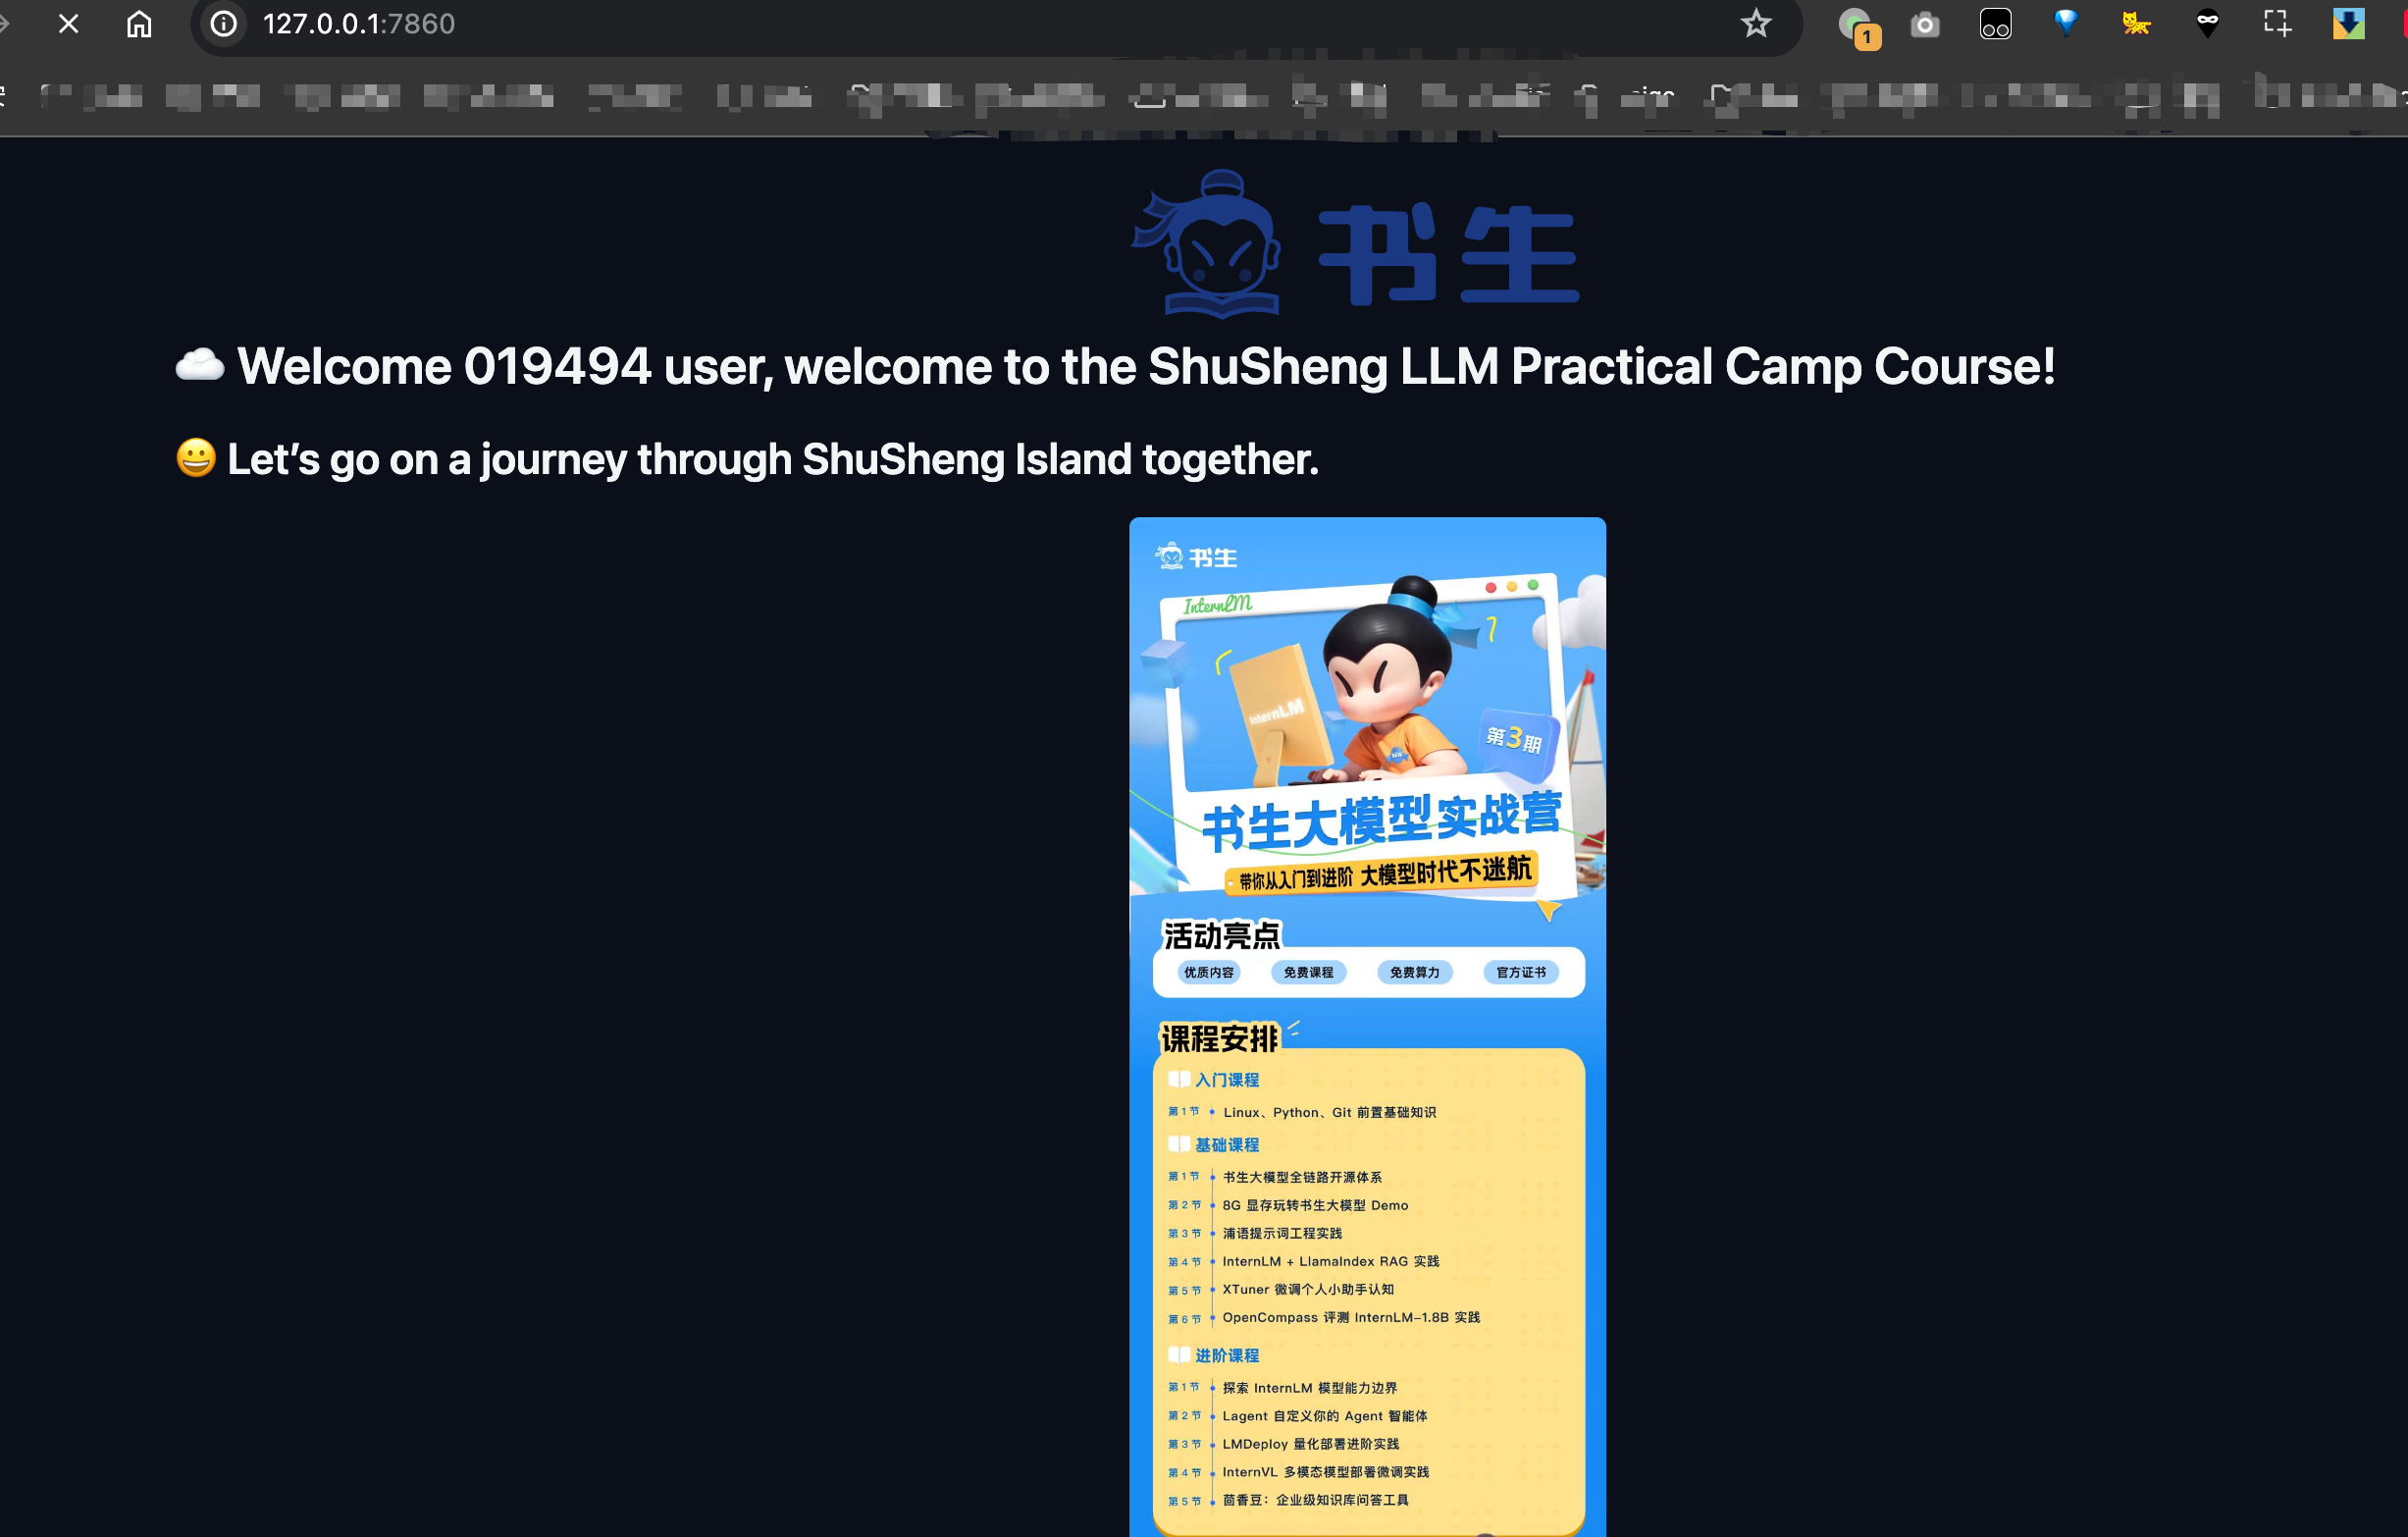 127.0.0.1:7860
1
书生
☁️ Welcome 019494 user, welcome to the ShuSheng LLM Practical Camp Course!
😀 Let’s go on a journey through ShuSheng Island together.
书生
InternLM
InternLM
第3期
书生大模型实战营
带你从入门到进阶 大模型时代不迷航
活动亮点
优质内容 免费课程 免费算力 官方证书
课程安排
入门课程
第1节 Linux、Python、Git 前置基础知识
基础课程
第1节 书生大模型全链路开源体系
第2节 8G 显存玩转书生大模型 Demo
第3节 浦语提示词工程实践
第4节 InternLM + LlamaIndex RAG 实践
第5节 XTuner 微调个人小助手认知
第6节 OpenCompass 评测 InternLM-1.8B 实践
进阶课程
第1节 探索 InternLM 模型能力边界
第2节 Lagent 自定义你的 Agent 智能体
第3节 LMDeploy 量化部署进阶实践
第4节 InternVL 多模态模型部署微调实践
第5节 茴香豆：企业级知识库问答工具